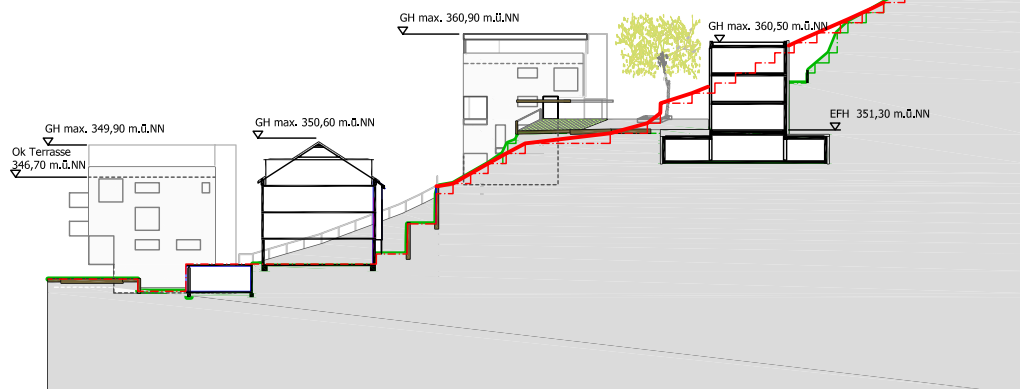 GH max. 360,90 m.ü.NN
GH max. 360,50 m.ü.NN
GH max. 349,90 m.ü.NN
GH max. 350,60 m.ü.NN
EFH 351,30 m.ü.NN
Ok Terrasse
346,70 m.ü.NN